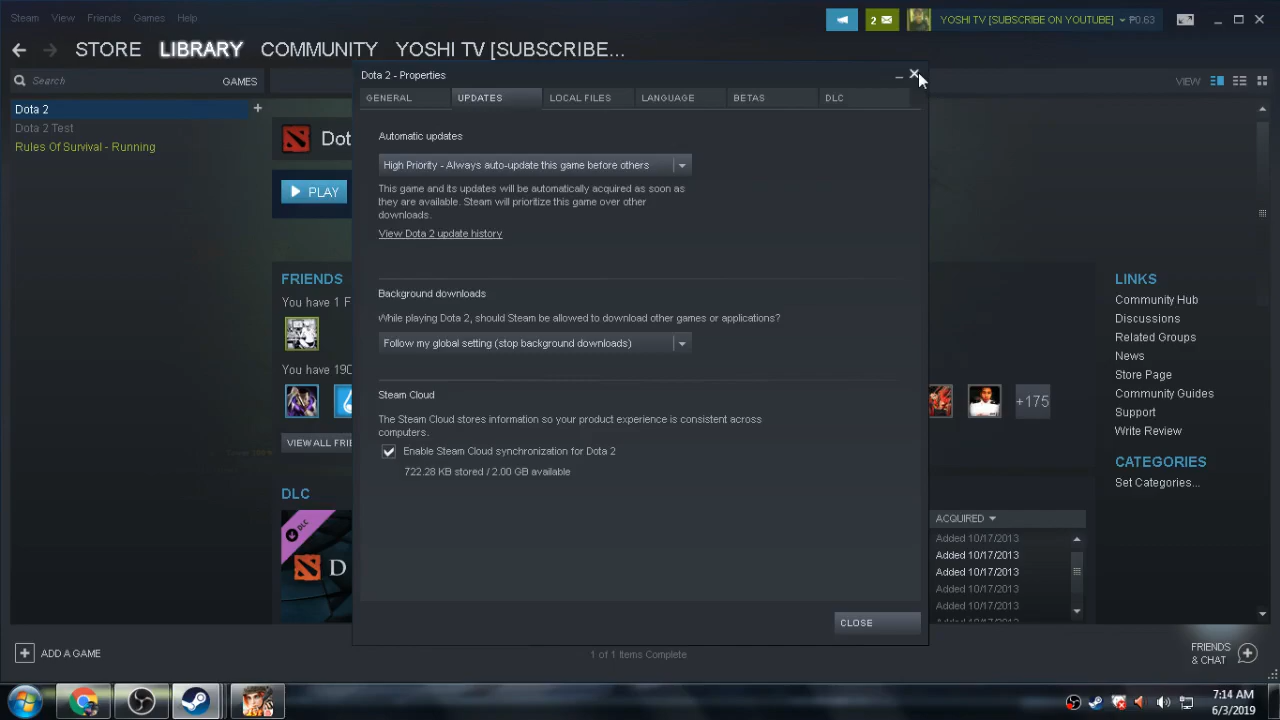 Steam View Friends Games Help
2
YOSHI TV [SUBSCRIBE ON YOUTUBE] ₱0.63
STORE LIBRARY COMMUNITY YOSHI TV [SUBSCRIBE...
Search GAMES
VIEW
Dota 2 - Properties
GENERAL UPDATES LOCAL FILES LANGUAGE BETAS DLC
Dota 2 +
Dota 2 Test
Rules Of Survival - Running
Dot
PLAY
Automatic updates
High Priority - Always auto-update this game before others
This game and its updates will be automatically acquired as soon as
they are available. Steam will prioritize this game over other
downloads.
View Dota 2 update history
Background downloads
While playing Dota 2, should Steam be allowed to download other games or applications?
Follow my global setting (stop background downloads)
Steam Cloud
The Steam Cloud stores information so your product experience is consistent across
computers.
Enable Steam Cloud synchronization for Dota 2
722.28 KB stored / 2.00 GB available
CLOSE
FRIENDS
You have 1 F
You have 190
+175
VIEW ALL FRIE
DLC
DLC
D
LINKS
Community Hub
Discussions
Related Groups
News
Store Page
Community Guides
Support
Write Review
CATEGORIES
Set Categories...
ACQUIRED
Added 10/17/2013
Added 10/17/2013
Added 10/17/2013
Added 10/17/2013
Added 10/17/2013
ADD A GAME
1 of 1 Items Complete
FRIENDS
& CHAT
7:14 AM
6/3/2019